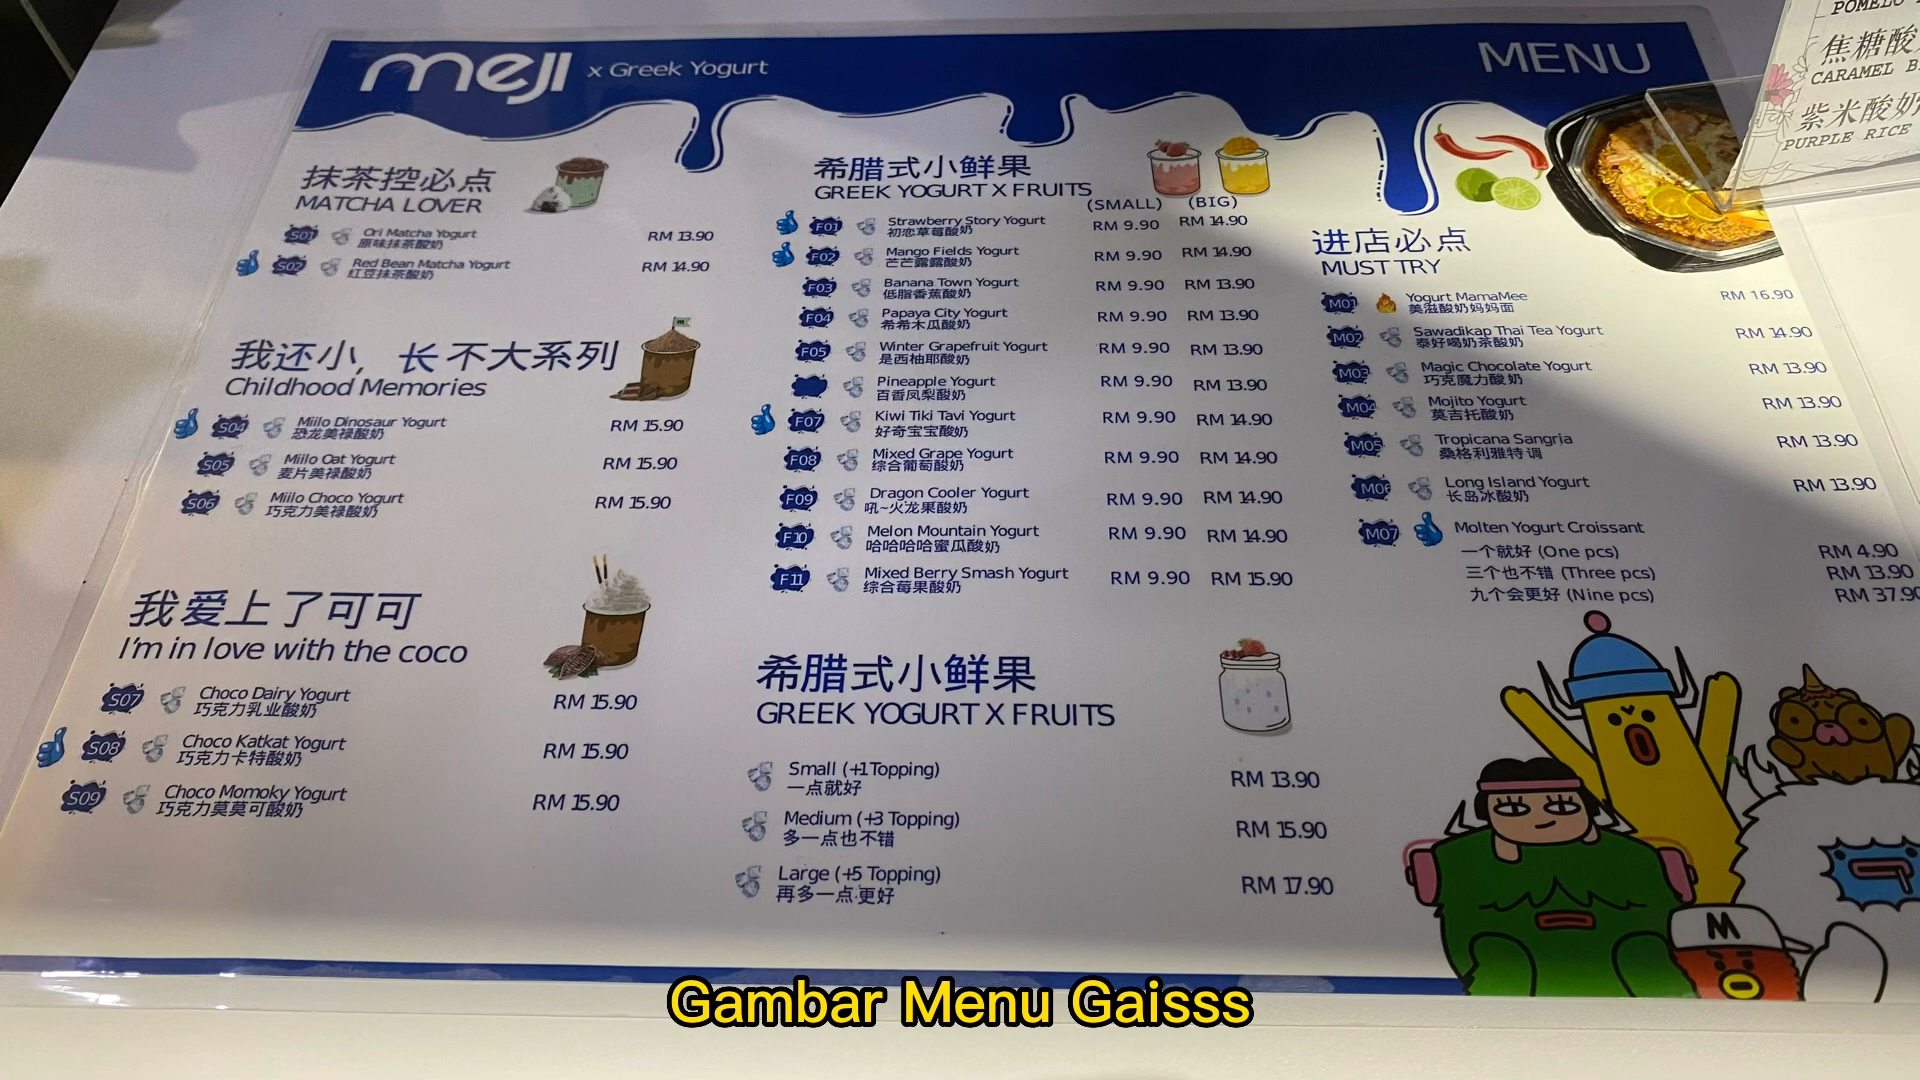 meji x Greek Yogurt
MENU
抹茶控必点
MATCHA LOVER
S01 Ori Matcha Yogurt RM 13.90
原味抹茶酸奶
S02 Red Bean Matcha Yogurt RM 14.90
红豆抹茶酸奶
我还小, 长不大系列
Childhood Memories
S04 Miilo Dinosaur Yogurt RM 15.90
恐龙美禄酸奶
S05 Miilo Oat Yogurt RM 15.90
麦片美禄酸奶
S06 Miilo Choco Yogurt RM 15.90
巧克力美禄酸奶
我爱上了可可
I'm in love with the coco
S07 Choco Dairy Yogurt RM 15.90
巧克力乳业酸奶
S08 Choco Katkat Yogurt RM 15.90
巧克力卡特酸奶
S09 Choco Momoky Yogurt RM 15.90
巧克力莫莫可酸奶
希腊式小鲜果
GREEK YOGURT X FRUITS
(SMALL) (BIG)
F01 Strawberry Story Yogurt RM 9.90 RM 14.90
初恋草莓酸奶
F02 Mango Fields Yogurt RM 9.90 RM 14.90
芒芒露露酸奶
F03 Banana Town Yogurt RM 9.90 RM 13.90
低脂香蕉酸奶
F04 Papaya City Yogurt RM 9.90 RM 13.90
希希木瓜酸奶
F05 Winter Grapefruit Yogurt RM 9.90 RM 13.90
是西柚耶酸奶
Pineapple Yogurt RM 9.90 RM 13.90
百香凤梨酸奶
F07 Kiwi Tiki Tavi Yogurt RM 9.90 RM 14.90
好奇宝宝酸奶
F08 Mixed Grape Yogurt RM 9.90 RM 14.90
综合葡萄酸奶
F09 Dragon Cooler Yogurt RM 9.90 RM 14.90
吼~火龙果酸奶
F10 Melon Mountain Yogurt RM 9.90 RM 14.90
哈哈哈哈蜜瓜酸奶
F11 Mixed Berry Smash Yogurt RM 9.90 RM 15.90
综合莓果酸奶
希腊式小鲜果
GREEK YOGURT X FRUITS
Small (+1 Topping) RM 13.90
一点就好
Medium (+3 Topping) RM 15.90
多一点也不错
Large (+5 Topping) RM 17.90
再多一点更好
进店必点
MUST TRY
M01 Yogurt MamaMee RM 16.90
美滋酸奶妈妈面
M02 Sawadikap Thai Tea Yogurt RM 14.90
泰好喝奶茶酸奶
M03 Magic Chocolate Yogurt RM 13.90
巧克魔力酸奶
M04 Mojito Yogurt RM 13.90
莫吉托酸奶
M05 Tropicana Sangria RM 13.90
桑格利雅特调
M06 Long Island Yogurt RM 13.90
长岛冰酸奶
M07 Molten Yogurt Croissant
一个就好 (One pcs) RM 4.90
三个也不错 (Three pcs) RM 13.90
九个会更好 (Nine pcs) RM 37.90
M
POMELO
焦糖酸
CARAMEL B
紫米酸奶
PURPLE RICE
Gambar Menu Gaisss